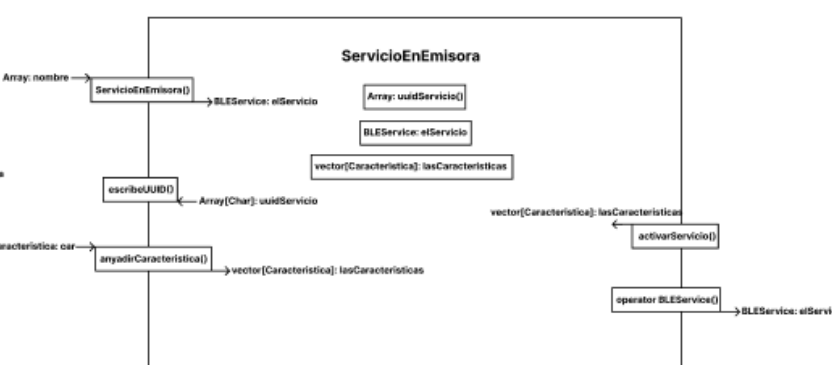 ServicioEnEmisora
Array: nombre
ServicioEnEmisora()
BLEService: elServicio
Array: uuidServicio()
BLEService: elServicio
vector[Caracteristica]: lasCaracteristicas
escribeUUID()
Array[Char]: uuidServicio
vector[Caracteristica]: lasCaracteristicas
activarServicio()
aracteristica: car
anyadirCaracteristica()
vector[Caracteristica]: lasCaracteristicas
operator BLEService()
BLEService: elServi